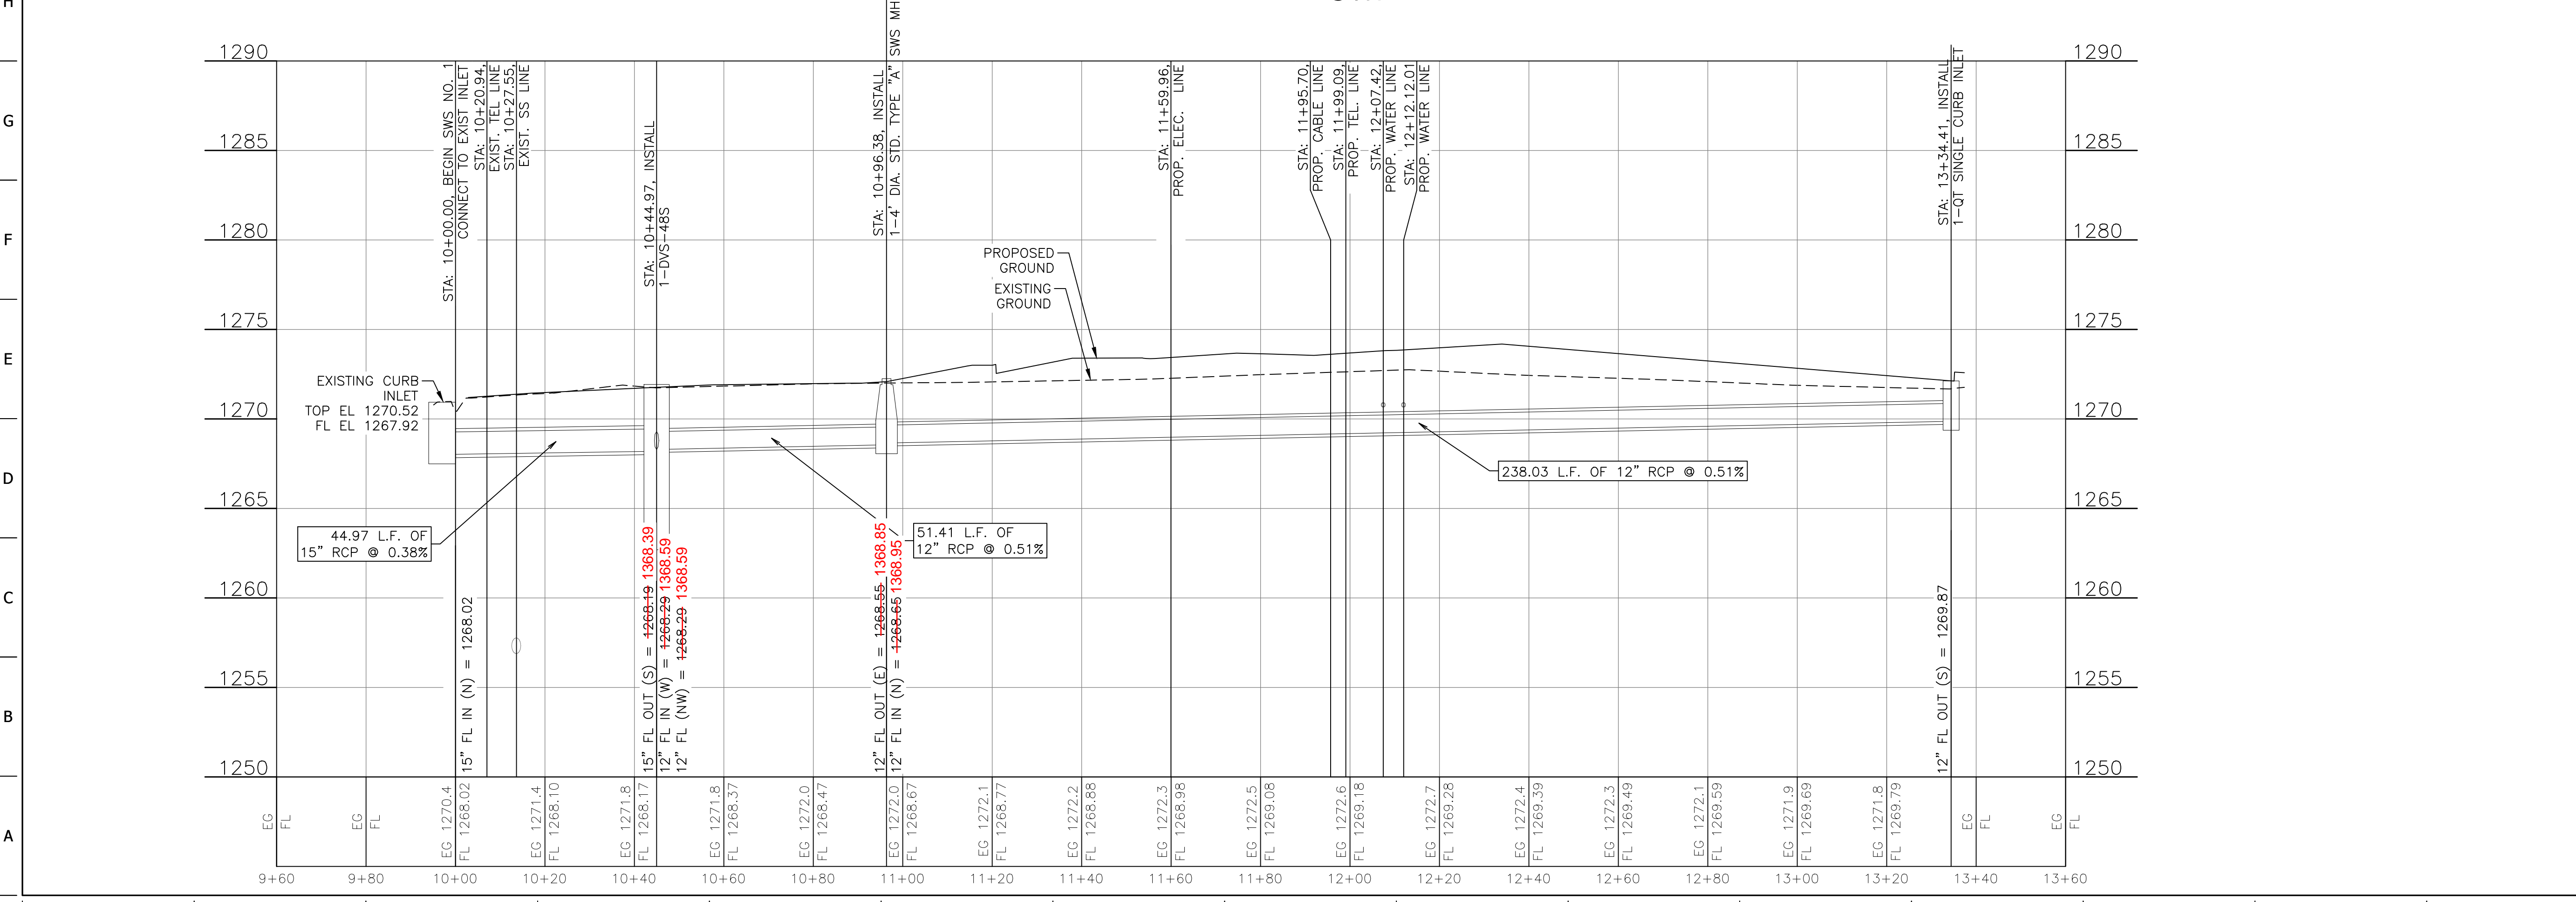 H
G
F
E
D
C
B
A
1290
1285
1280
1275
1270
1265
1260
1255
1250
STA: 10+00.00, BEGIN SWS NO. 1
CONNECT TO EXIST INLET
STA: 10+20.94,
EXIST. TEL LINE
STA: 10+27.55,
EXIST. SS LINE
STA: 10+44.97, INSTALL
1-DVS-48S
STA: 10+96.38, INSTALL
1-4' DIA. STD. TYPE "A" SWS MH
STA: 11+59.96,
PROP. ELEC. LINE
STA: 11+95.70,
PROP. CABLE LINE
STA: 11+99.09,
PROP. TEL. LINE
STA: 12+07.42,
PROP. WATER LINE
STA: 12+12.12.01
PROP. WATER LINE
STA: 13+34.41, INSTALL
1-QT SINGLE CURB INLET
1290
1285
1280
1275
1270
1265
1260
1255
1250
PROPOSED
GROUND
EXISTING
GROUND
EXISTING CURB
INLET
TOP EL 1270.52
FL EL 1267.92
44.97 L.F. OF
15" RCP @ 0.38%
51.41 L.F. OF
12" RCP @ 0.51%
238.03 L.F. OF 12" RCP @ 0.51%
15" FL IN (N) = 1268.02
15" FL OUT (S) = 1268.19 1368.39
12" FL IN (W) = 1268.29 1368.59
12" FL (NW) = 1268.29 1368.59
12" FL OUT (E) = 1268.55 1368.85
12" FL IN (N) = 1268.65 1368.95
12" FL OUT (S) = 1269.87
EG
FL
EG
FL
EG 1270.4
FL 1268.02
EG 1271.4
FL 1268.10
EG 1271.8
FL 1268.17
EG 1271.8
FL 1268.37
EG 1272.0
FL 1268.47
EG 1272.0
FL 1268.67
EG 1272.1
FL 1268.77
EG 1272.2
FL 1268.88
EG 1272.3
FL 1268.98
EG 1272.5
FL 1269.08
EG 1272.6
FL 1269.18
EG 1272.7
FL 1269.28
EG 1272.4
FL 1269.39
EG 1272.3
FL 1269.49
EG 1272.1
FL 1269.59
EG 1271.9
FL 1269.69
EG 1271.8
FL 1269.79
EG
FL
EG
FL
9+60 9+80 10+00 10+20 10+40 10+60 10+80 11+00 11+20 11+40 11+60 11+80 12+00 12+20 12+40 12+60 12+80 13+00 13+20 13+40 13+60